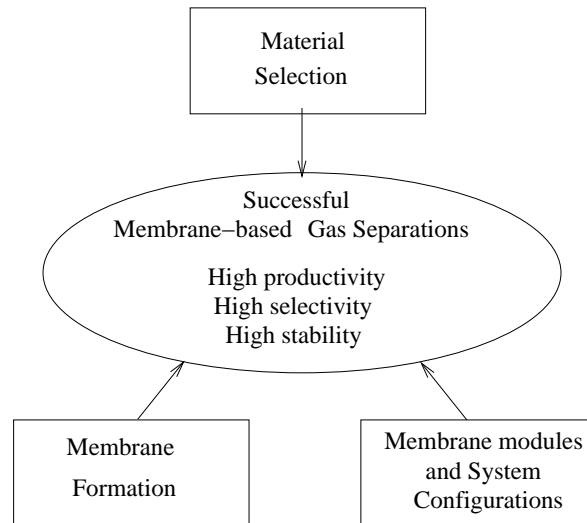 Material
Selection
Successful
Membrane−based Gas Separations
High productivity
High selectivity
High stability
Membrane
Formation
Membrane modules
and System
Configurations